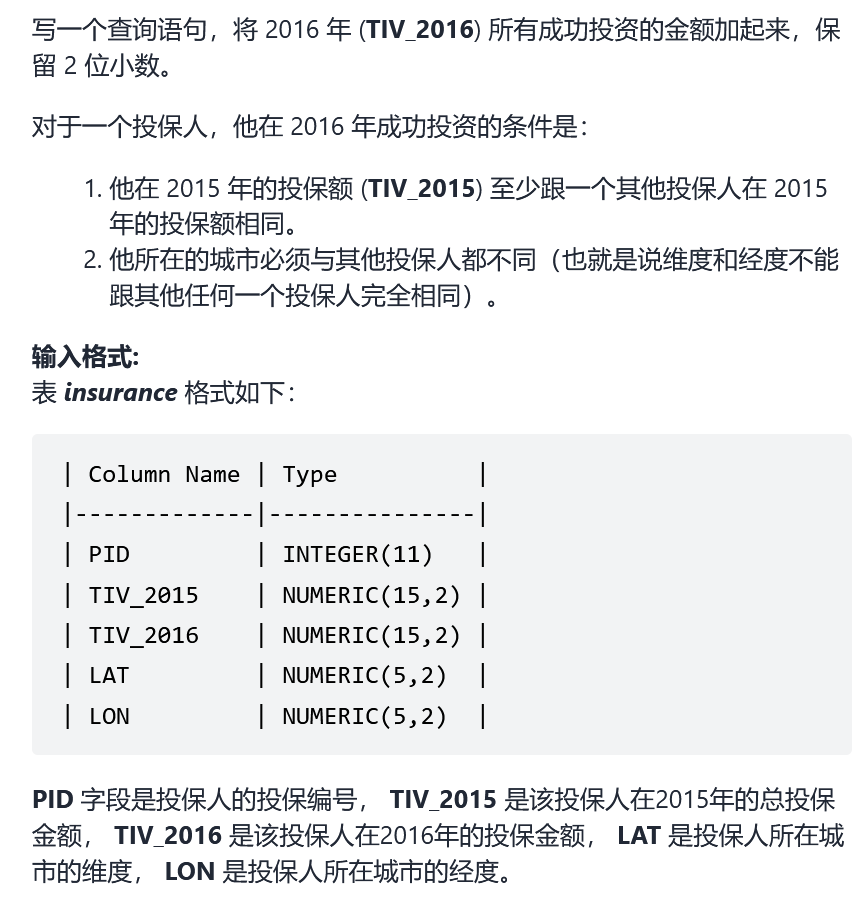 写一个查询语句，将 2016 年 (TIV_2016) 所有成功投资的金额加起来，保
留 2 位小数。
对于一个投保人，他在 2016 年成功投资的条件是：
1. 他在 2015 年的投保额 (TIV_2015) 至少跟一个其他投保人在 2015
年的投保额相同。
2. 他所在的城市必须与其他投保人都不同（也就是说维度和经度不能
跟其他任何一个投保人完全相同）。
输入格式:
表 insurance 格式如下：
| Column Name | Type          |
|-------------|---------------|
| PID         | INTEGER(11)   |
| TIV_2015    | NUMERIC(15,2) |
| TIV_2016    | NUMERIC(15,2) |
| LAT         | NUMERIC(5,2)  |
| LON         | NUMERIC(5,2)  |
PID 字段是投保人的投保编号， TIV_2015 是该投保人在2015年的总投保
金额， TIV_2016 是该投保人在2016年的投保金额， LAT 是投保人所在城
市的维度， LON 是投保人所在城市的经度。